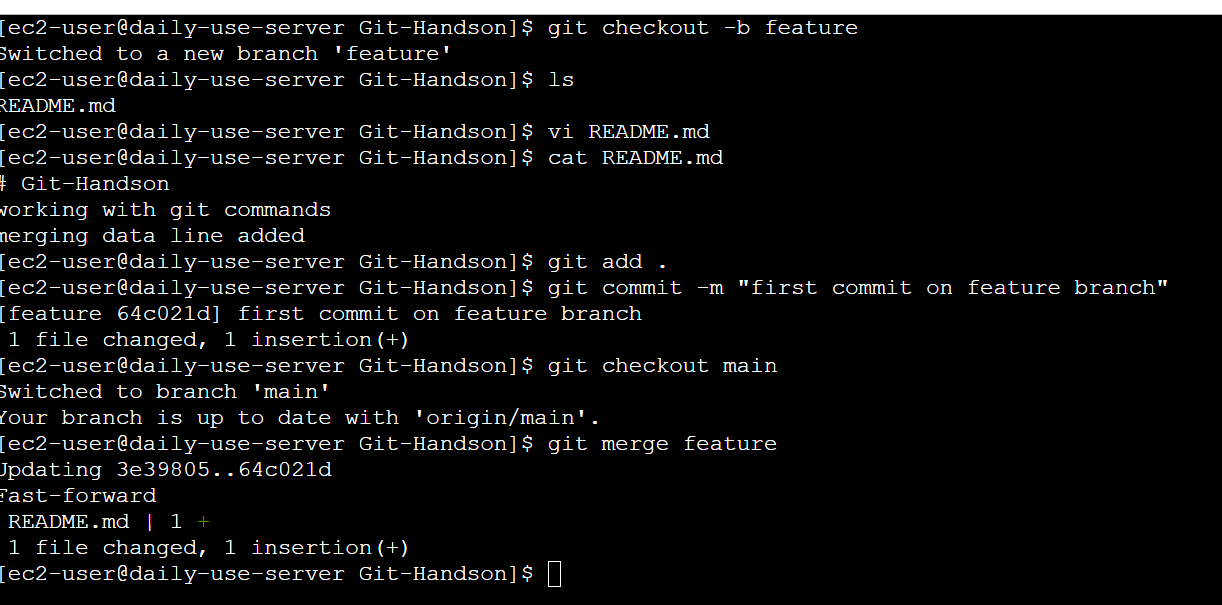 [ec2-user@daily-use-server Git-Handson]$ git checkout -b feature
Switched to a new branch 'feature'
[ec2-user@daily-use-server Git-Handson]$ ls
README.md
[ec2-user@daily-use-server Git-Handson]$ vi README.md
[ec2-user@daily-use-server Git-Handson]$ cat README.md
# Git-Handson
working with git commands
merging data line added
[ec2-user@daily-use-server Git-Handson]$ git add .
[ec2-user@daily-use-server Git-Handson]$ git commit -m "first commit on feature branch"
[feature 64c021d] first commit on feature branch
 1 file changed, 1 insertion(+)
[ec2-user@daily-use-server Git-Handson]$ git checkout main
Switched to branch 'main'
Your branch is up to date with 'origin/main'.
[ec2-user@daily-use-server Git-Handson]$ git merge feature
Updating 3e39805..64c021d
Fast-forward
 README.md | 1 +
 1 file changed, 1 insertion(+)
[ec2-user@daily-use-server Git-Handson]$